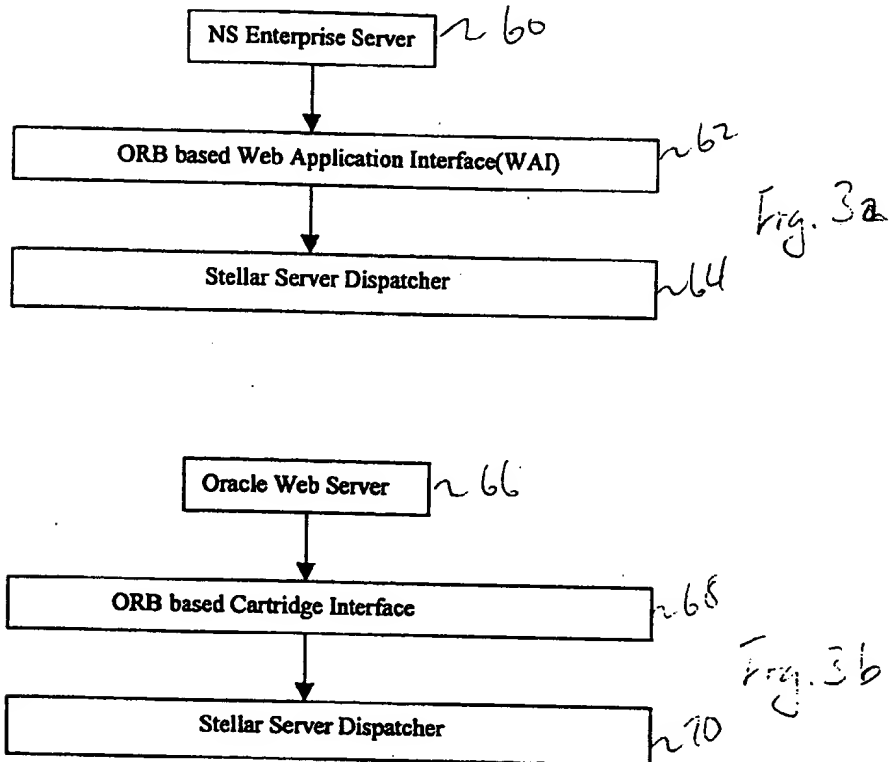 NS Enterprise Server ~ 60
ORB based Web Application Interface(WAI) ~62
Fig. 3a
Stellar Server Dispatcher ~64
Oracle Web Server ~ 66
ORB based Cartridge Interface ~68
Fig. 3b
Stellar Server Dispatcher ~70